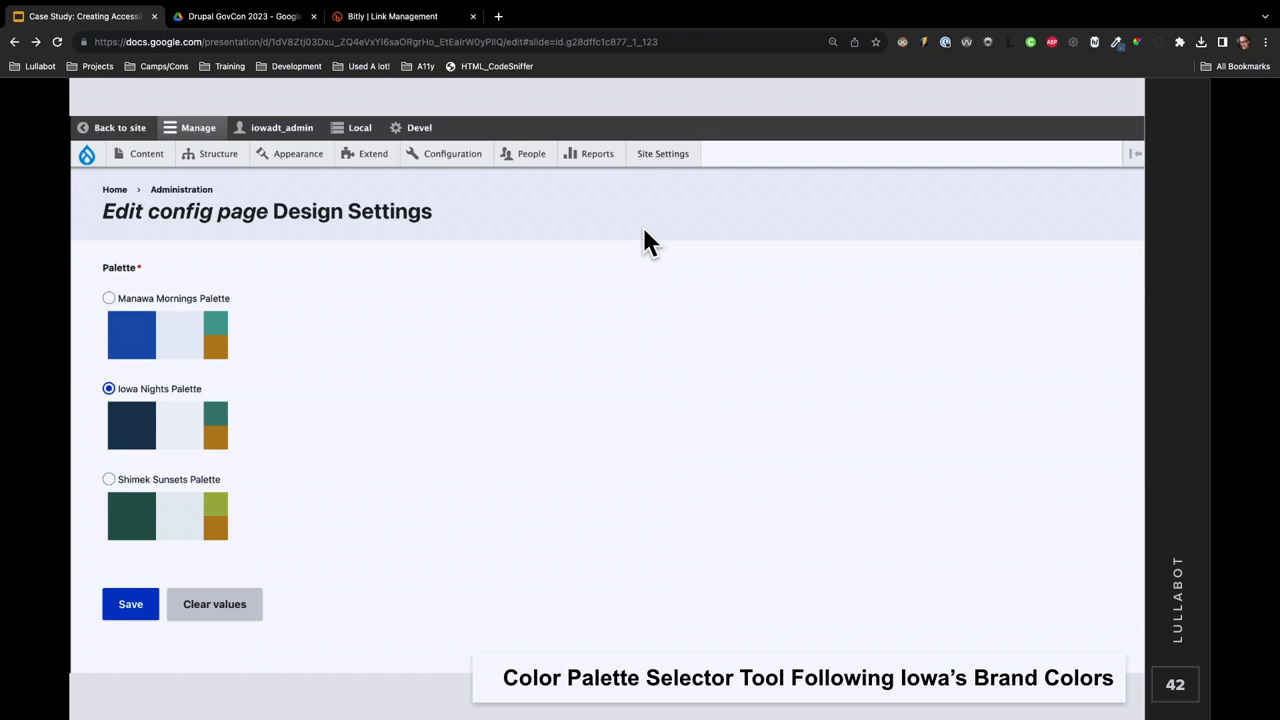 Case Study: Creating Accessi
Drupal GovCon 2023 - Google
Bitly | Link Management
https://docs.google.com/presentation/d/1dV8Ztj03Dxu_ZQ4eVxYI6saORgrHo_EtEaIrW0yPlIQ/edit#slide=id.g28dffc1c877_1_123
Lullabot
Projects
Camps/Cons
Training
Development
Used A lot!
A11y
HTML_CodeSniffer
All Bookmarks
Back to site
Manage
iowadt_admin
Local
Devel
Content
Structure
Appearance
Extend
Configuration
People
Reports
Site Settings
Home › Administration
Edit config page Design Settings
Palette*
Manawa Mornings Palette
Iowa Nights Palette
Shimek Sunsets Palette
Save
Clear values
Color Palette Selector Tool Following Iowa’s Brand Colors
LULLABOT
42